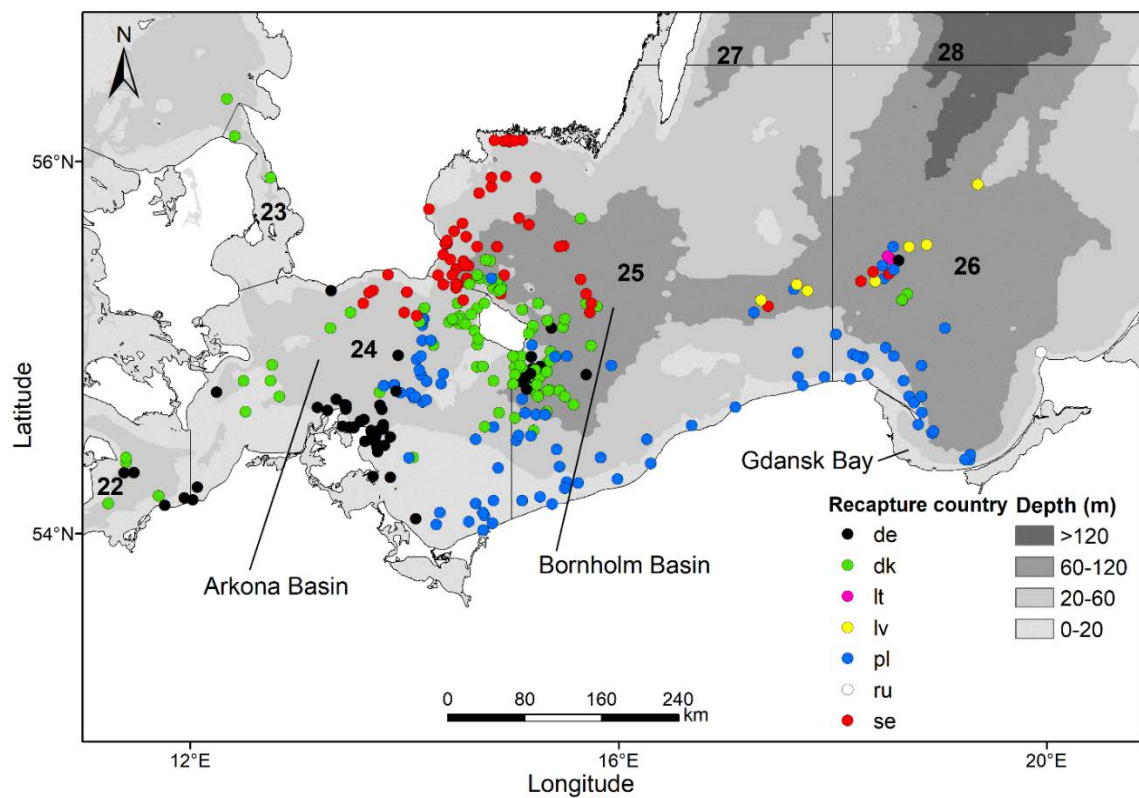 N
27
28
56°N
23
25
26
24
Latitude
22
Gdansk Bay
Recapture country
de
dk
lt
lv
pl
ru
se
Depth (m)
>120
60-120
20-60
0-20
54°N
Arkona Basin
Bornholm Basin
0 80 160 240
km
12°E 16°E 20°E
Longitude